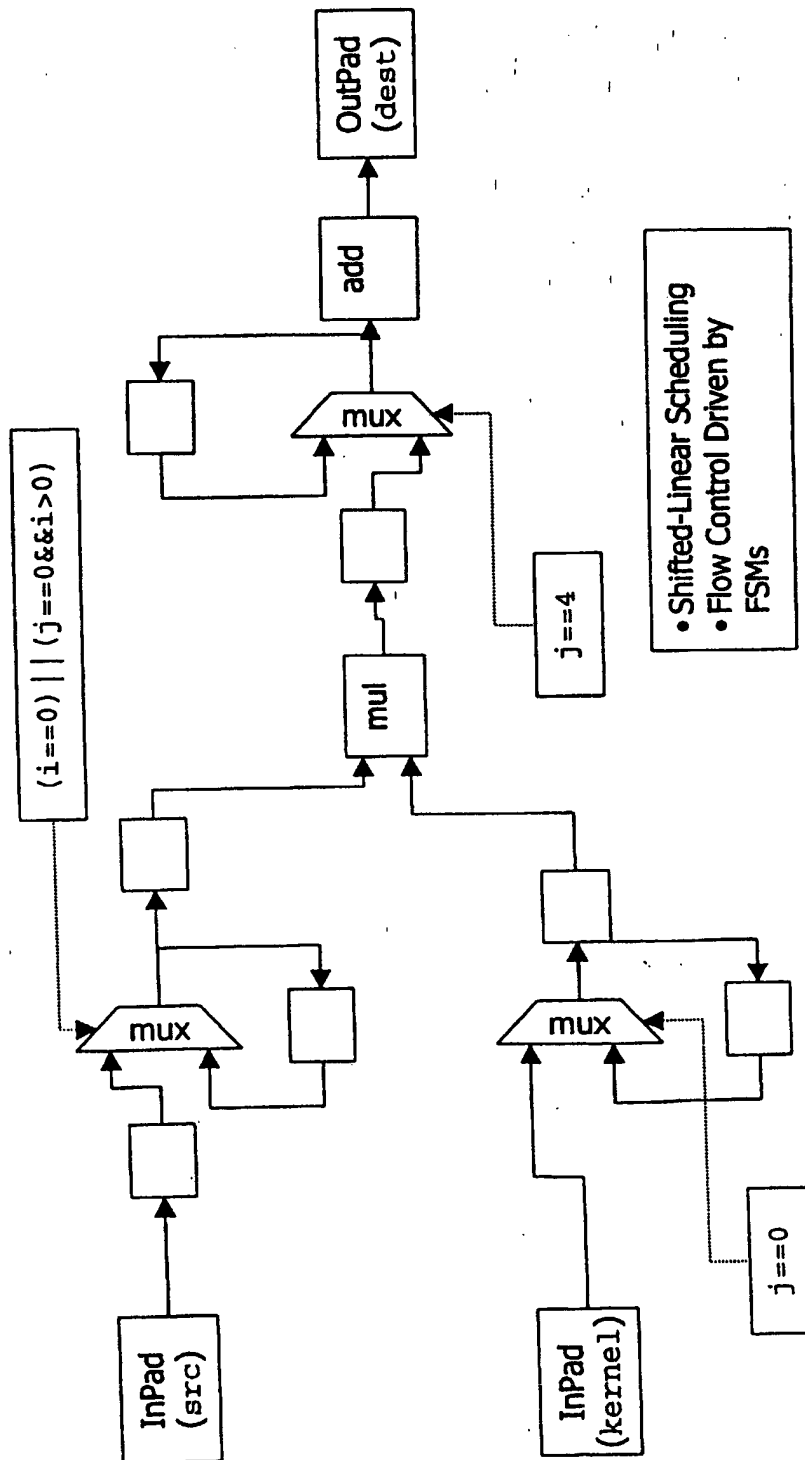 (i==0)||(j==0&&i>0)
InPad
(src)
mux
mul
mux
add
OutPad
(dest)
InPad
(kernel)
mux
j==0
j==4
• Shifted-Linear Scheduling
• Flow Control Driven by
FSMs